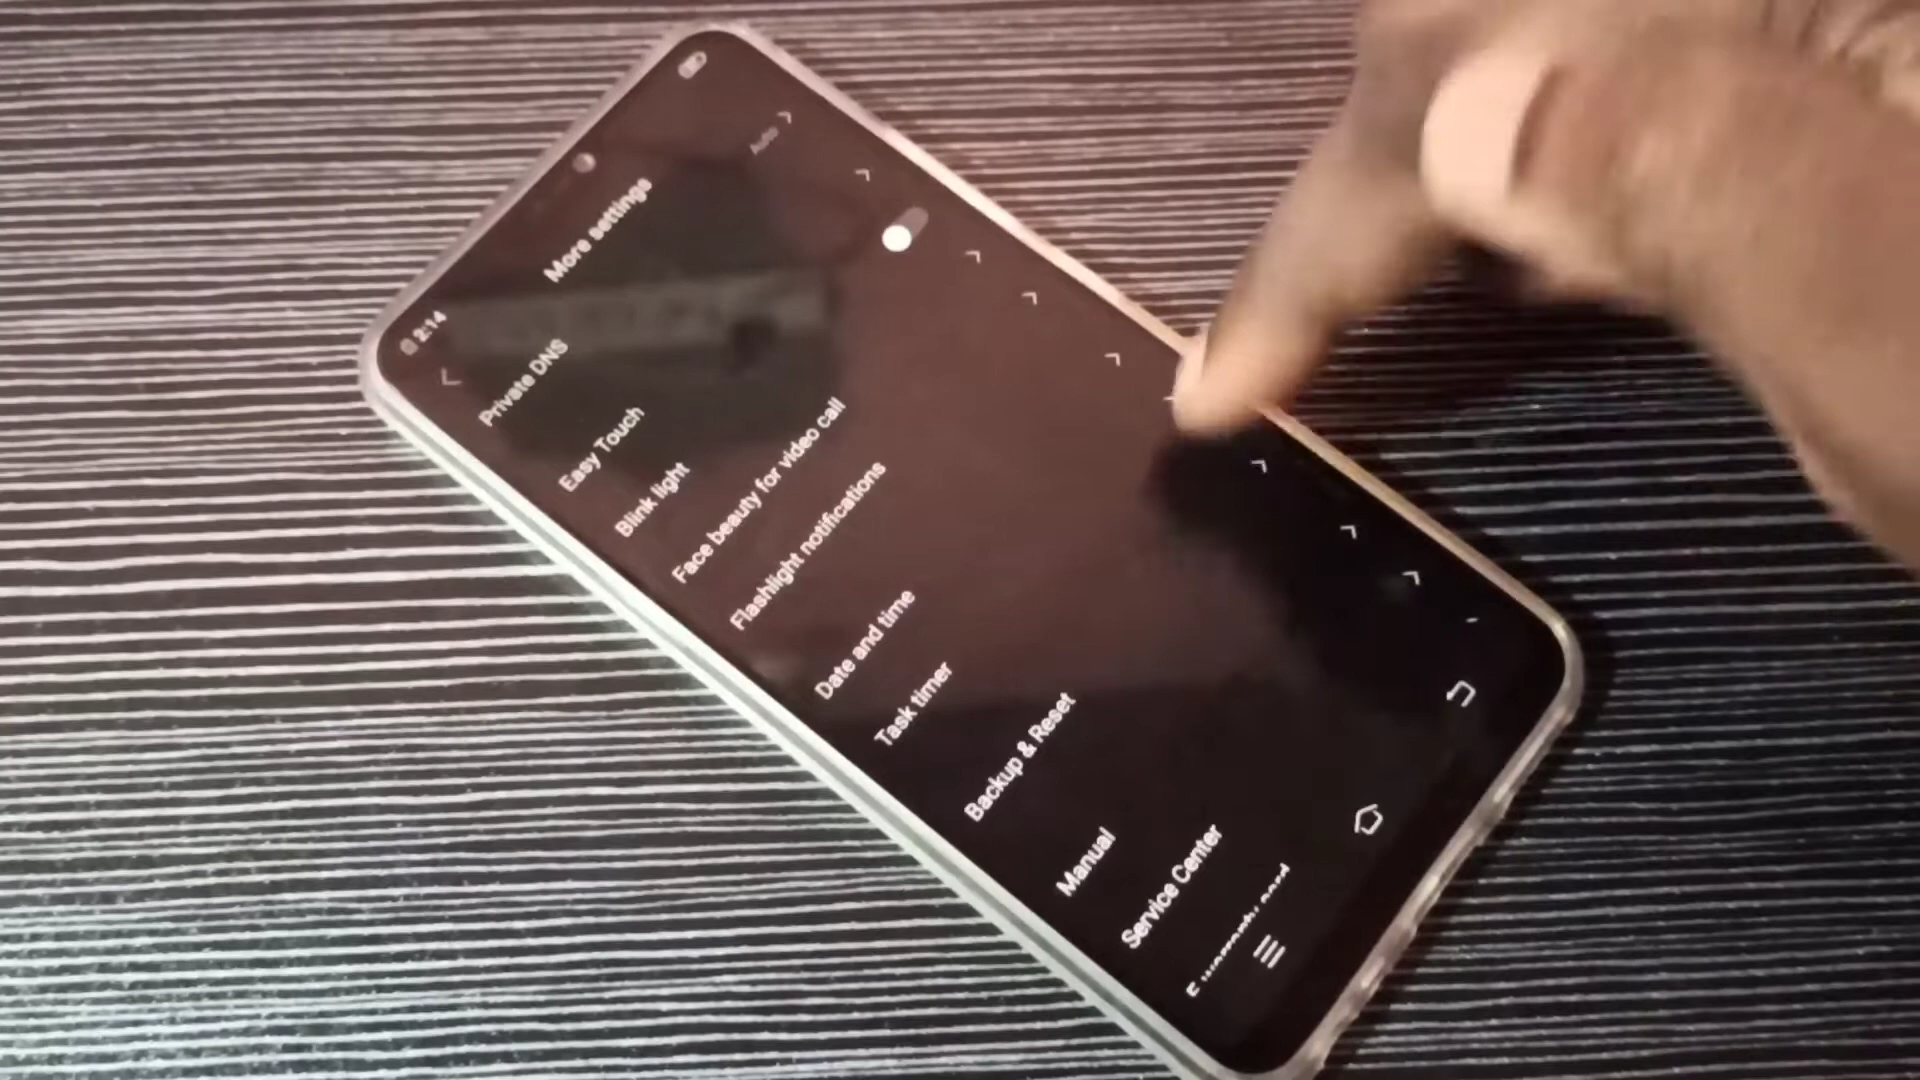 2:14
More settings
Private DNS
Auto
Easy Touch
Blink light
Face beauty for video call
Flashlight notifications
Date and time
Task timer
Backup & Reset
Manual
Service Center